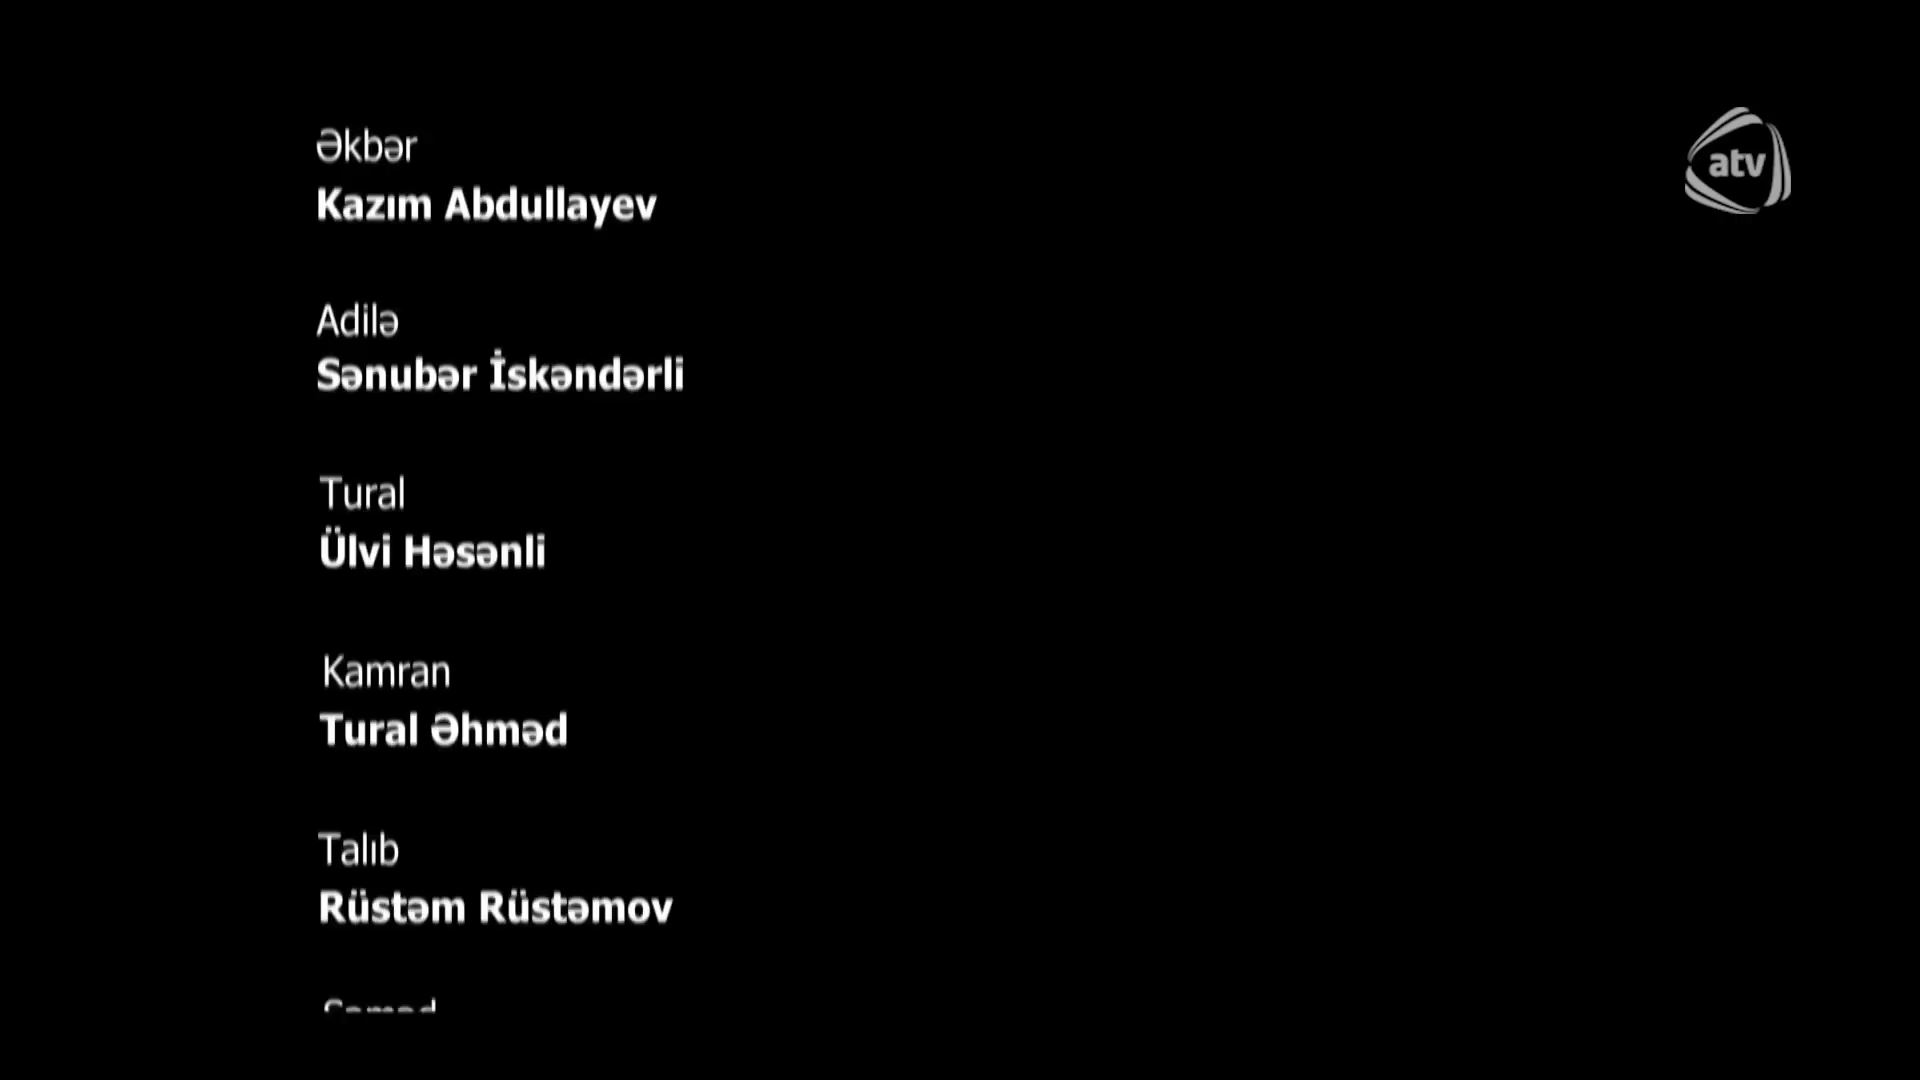 Əkbər
Kazım Abdullayev
atv
Adilə
Sənubər İskəndərli
Tural
Ülvi Həsənli
Kamran
Tural Əhməd
Talıb
Rüstəm Rüstəmov